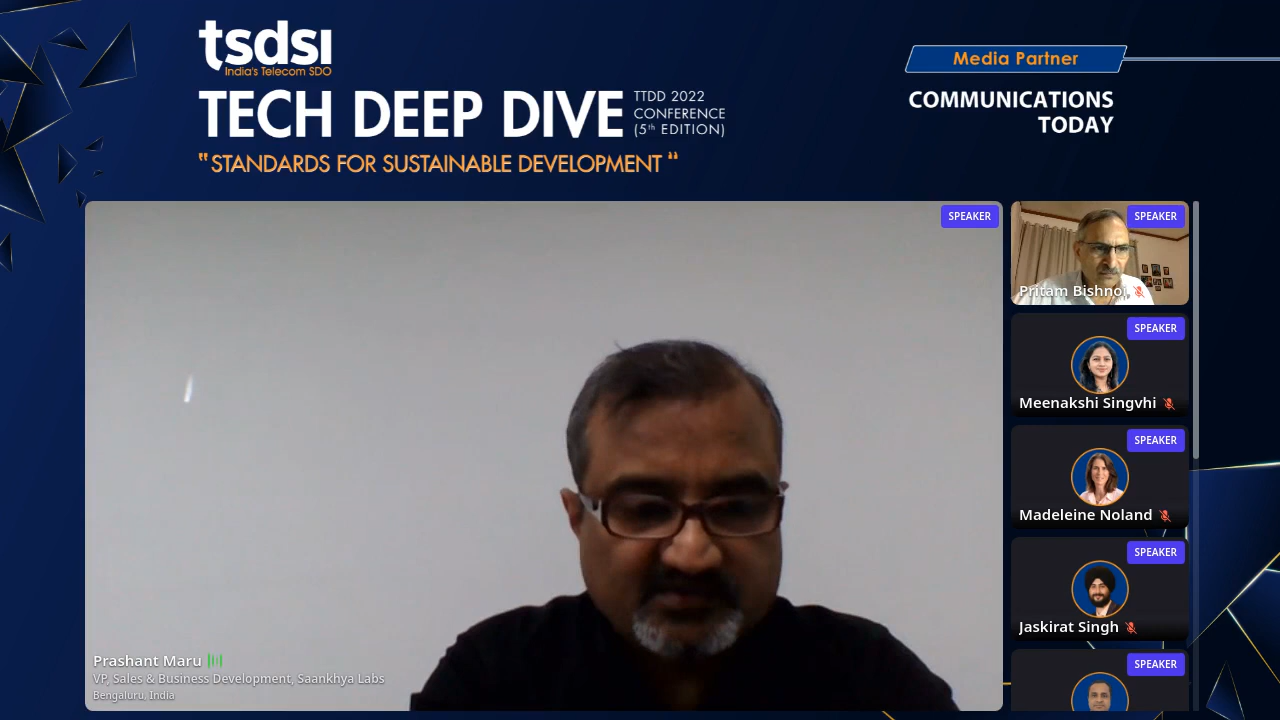 tsdsı
India's Telecom SDO
TECH DEEP DIVE
TTDD 2022
CONFERENCE
(5th EDITION)
"STANDARDS FOR SUSTAINABLE DEVELOPMENT"
Media Partner
COMMUNICATIONS
TODAY
SPEAKER
Prashant Maru
VP, Sales & Business Development, Saankhya Labs
Bengaluru, India
SPEAKER
Pritam Bishnoi
SPEAKER
Meenakshi Singvhi
SPEAKER
Madeleine Noland
SPEAKER
Jaskirat Singh
SPEAKER